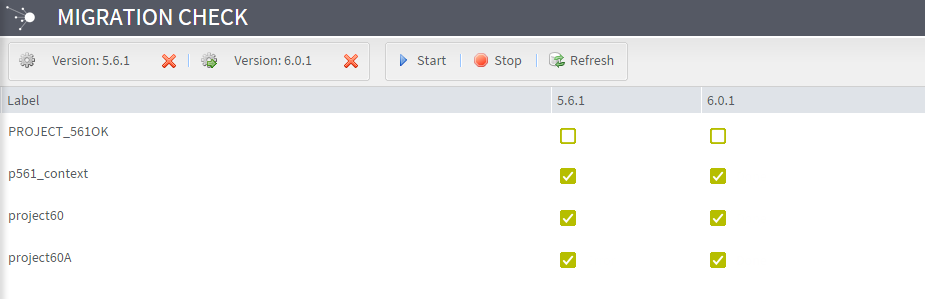 MIGRATION CHECK
Version: 5.6.1 Version: 6.0.1 Start Stop Refresh
Label 5.6.1 6.0.1
PROJECT_561OK
p561_context
project60
project60A